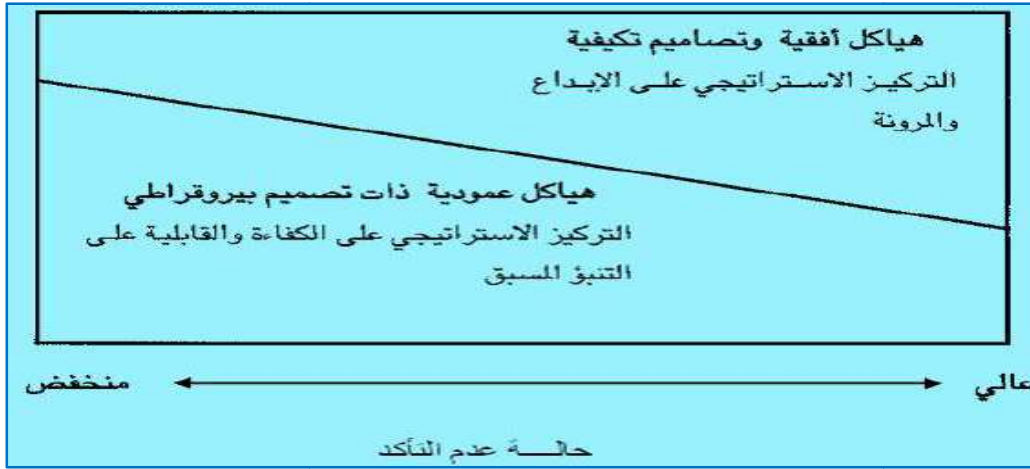 هياكل أفقية وتصاميم تكيفية
التركيز الاستراتيجي على الإبداع
والمرونة
هياكل عمودية ذات تصميم بيروقراطي
التركيز الاستراتيجي على الكفاءة والقابلية على
التنبؤ المسبق
عالي
منخفض
حالة عدم التأكد